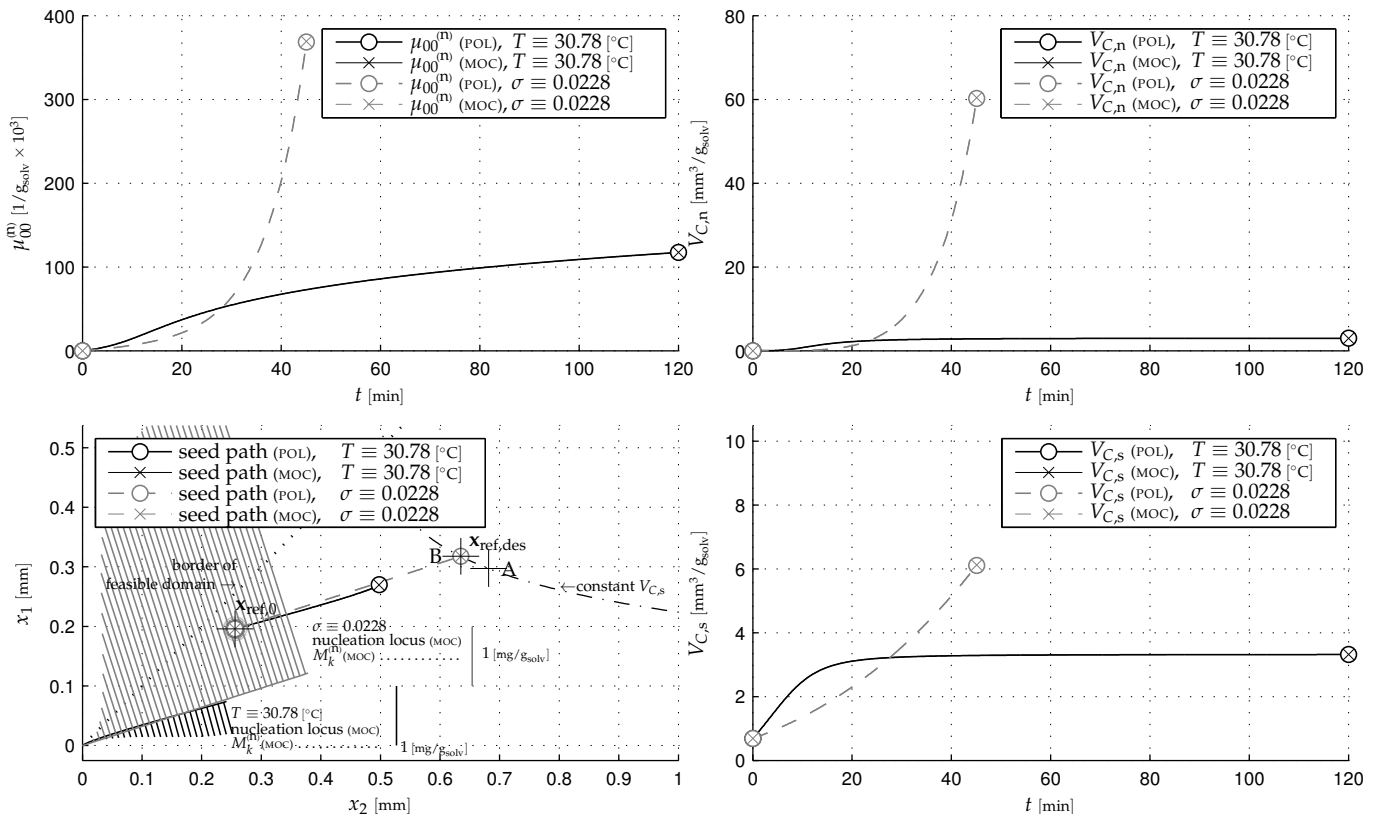 400
300
200
100
0
0 20 40 60 80 100 120
t [min]
μ00(n) [1/gsolv × 10³]
μ00(n) (POL), T ≡ 30.78 [°C]
μ00(n) (MOC), T ≡ 30.78 [°C]
μ00(n) (POL), σ ≡ 0.0228
μ00(n) (MOC), σ ≡ 0.0228
80
60
40
20
0
0 20 40 60 80 100 120
t [min]
VC,n [mm³/gsolv]
VC,n (POL), T ≡ 30.78 [°C]
VC,n (MOC), T ≡ 30.78 [°C]
VC,n (POL), σ ≡ 0.0228
VC,n (MOC), σ ≡ 0.0228
0.5
0.4
0.3
0.2
0.1
0
0 0.1 0.2 0.3 0.4 0.5 0.6 0.7 0.8 0.9 1
x2 [mm]
x1 [mm]
seed path (POL), T ≡ 30.78 [°C]
seed path (MOC), T ≡ 30.78 [°C]
seed path (POL), σ ≡ 0.0228
seed path (MOC), σ ≡ 0.0228
xref,des
B
A
border of
feasible domain →
←constant VC,s
xref,0
σ ≡ 0.0228
nucleation locus (MOC)
Mk(n) (MOC)
1 [mg/gsolv]
T ≡ 30.78 [°C]
nucleation locus (MOC)
Mk(n) (MOC)
1 [mg/gsolv]
10
8
6
4
2
0
0 20 40 60 80 100 120
t [min]
VC,s [mm³/gsolv]
VC,s (POL), T ≡ 30.78 [°C]
VC,s (MOC), T ≡ 30.78 [°C]
VC,s (POL), σ ≡ 0.0228
VC,s (MOC), σ ≡ 0.0228